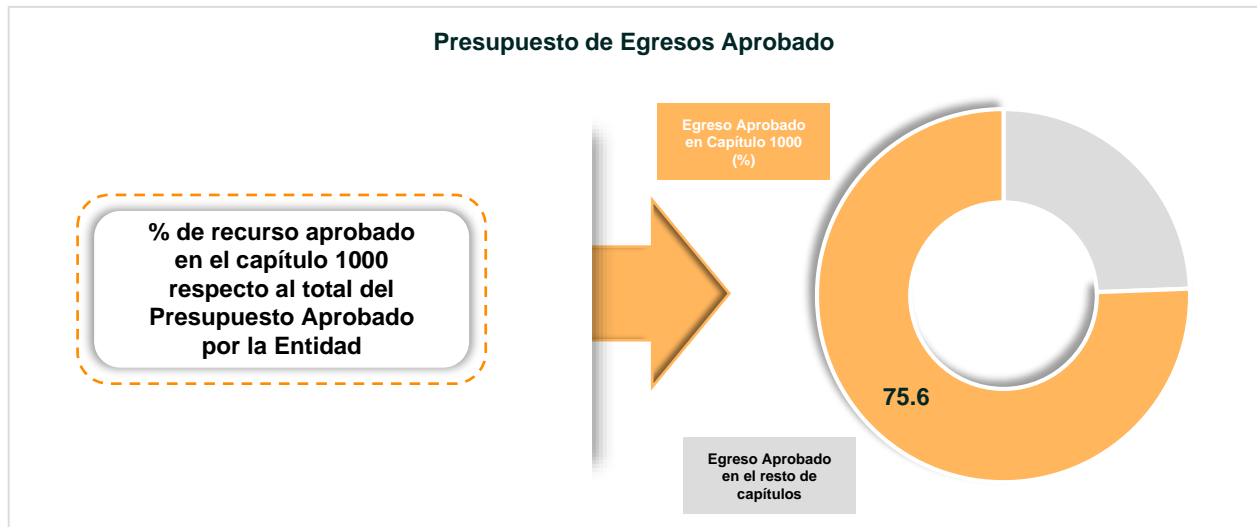 Presupuesto de Egresos Aprobado
Egreso Aprobado
en Capítulo 1000
(%)
% de recurso aprobado
en el capítulo 1000
respecto al total del
Presupuesto Aprobado
por la Entidad
75.6
Egreso Aprobado
en el resto de
capítulos